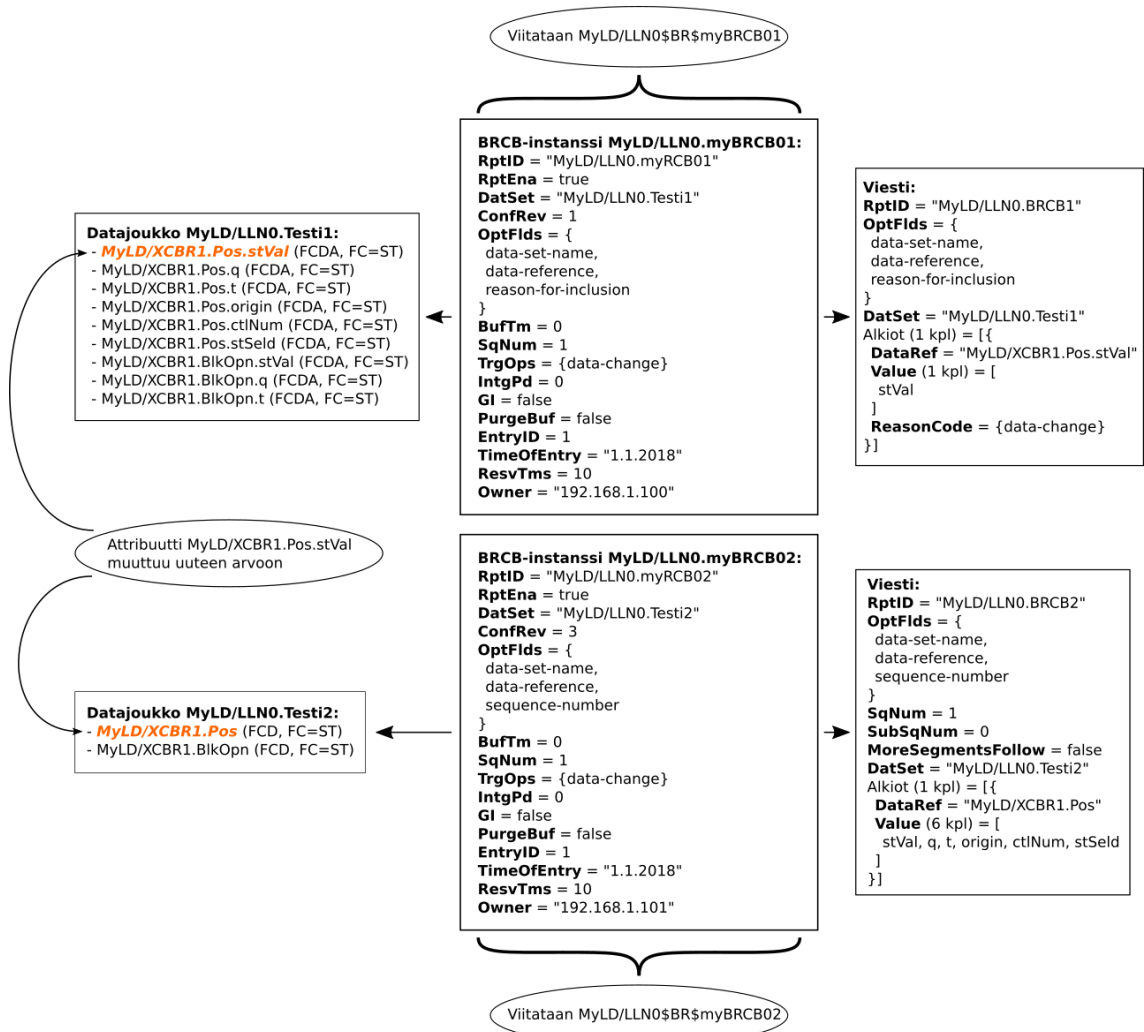 Viitataan MyLD/LLN0$BR$myBRCB01
BRCB-instanssi MyLD/LLN0.myBRCB01:
RptID = "MyLD/LLN0.myRCB01"
RptEna = true
DatSet = "MyLD/LLN0.Testi1"
ConfRev = 1
OptFlds = {
data-set-name,
data-reference,
reason-for-inclusion
}
BufTm = 0
SqNum = 1
TrgOps = {data-change}
IntgPd = 0
GI = false
PurgeBuf = false
EntryID = 1
TimeOfEntry = "1.1.2018"
ResvTms = 10
Owner = "192.168.1.100"
Datajoukko MyLD/LLN0.Testi1:
- MyLD/XCBR1.Pos.stVal (FCDA, FC=ST)
- MyLD/XCBR1.Pos.q (FCDA, FC=ST)
- MyLD/XCBR1.Pos.t (FCDA, FC=ST)
- MyLD/XCBR1.Pos.origin (FCDA, FC=ST)
- MyLD/XCBR1.Pos.ctlNum (FCDA, FC=ST)
- MyLD/XCBR1.Pos.stSeld (FCDA, FC=ST)
- MyLD/XCBR1.BlkOpn.stVal (FCDA, FC=ST)
- MyLD/XCBR1.BlkOpn.q (FCDA, FC=ST)
- MyLD/XCBR1.BlkOpn.t (FCDA, FC=ST)
Viesti:
RptID = "MyLD/LLN0.BRCB1"
OptFlds = {
data-set-name,
data-reference,
reason-for-inclusion
}
DatSet = "MyLD/LLN0.Testi1"
Alkiot (1 kpl) = [{
DataRef = "MyLD/XCBR1.Pos.stVal"
Value (1 kpl) = [
stVal
]
ReasonCode = {data-change}
}]
Attribuutti MyLD/XCBR1.Pos.stVal
muuttuu uuteen arvoon
BRCB-instanssi MyLD/LLN0.myBRCB02:
RptID = "MyLD/LLN0.myRCB02"
RptEna = true
DatSet = "MyLD/LLN0.Testi2"
ConfRev = 3
OptFlds = {
data-set-name,
data-reference,
sequence-number
}
BufTm = 0
SqNum = 1
TrgOps = {data-change}
IntgPd = 0
GI = false
PurgeBuf = false
EntryID = 1
TimeOfEntry = "1.1.2018"
ResvTms = 10
Owner = "192.168.1.101"
Datajoukko MyLD/LLN0.Testi2:
- MyLD/XCBR1.Pos (FCD, FC=ST)
- MyLD/XCBR1.BlkOpn (FCD, FC=ST)
Viesti:
RptID = "MyLD/LLN0.BRCB2"
OptFlds = {
data-set-name,
data-reference,
sequence-number
}
SqNum = 1
SubSqNum = 0
MoreSegmentsFollow = false
DatSet = "MyLD/LLN0.Testi2"
Alkiot (1 kpl) = [{
DataRef = "MyLD/XCBR1.Pos"
Value (6 kpl) = [
stVal, q, t, origin, ctlNum, stSeld
]
}]
Viitataan MyLD/LLN0$BR$myBRCB02